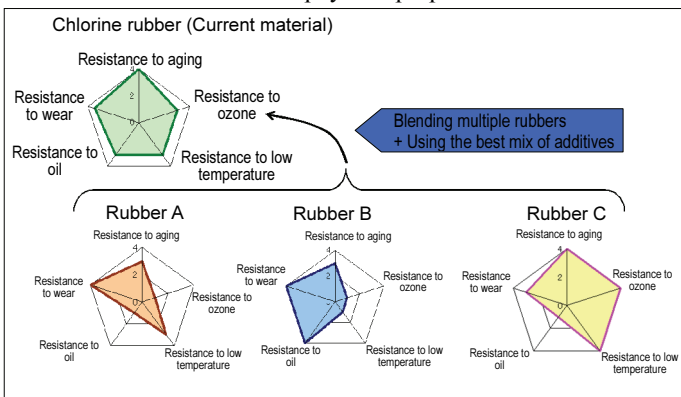 Chlorine rubber (Current material)
Resistance to aging
4
2
0
Resistance
to wear
Resistance to
ozone
Resistance to
oil
Resistance to low
temperature
Blending multiple rubbers
+ Using the best mix of additives
Rubber A
Resistance to aging
4
2
0
Resistance
to wear
Resistance to
ozone
Resistance to
oil
Resistance to low
temperature
Rubber B
Resistance to aging
4
2
0
Resistance
to wear
Resistance to
ozone
Resistance to
oil
Resistance to low
temperature
Rubber C
Resistance to aging
4
2
0
Resistance
to wear
Resistance to
ozone
Resistance to
oil
Resistance to low
temperature